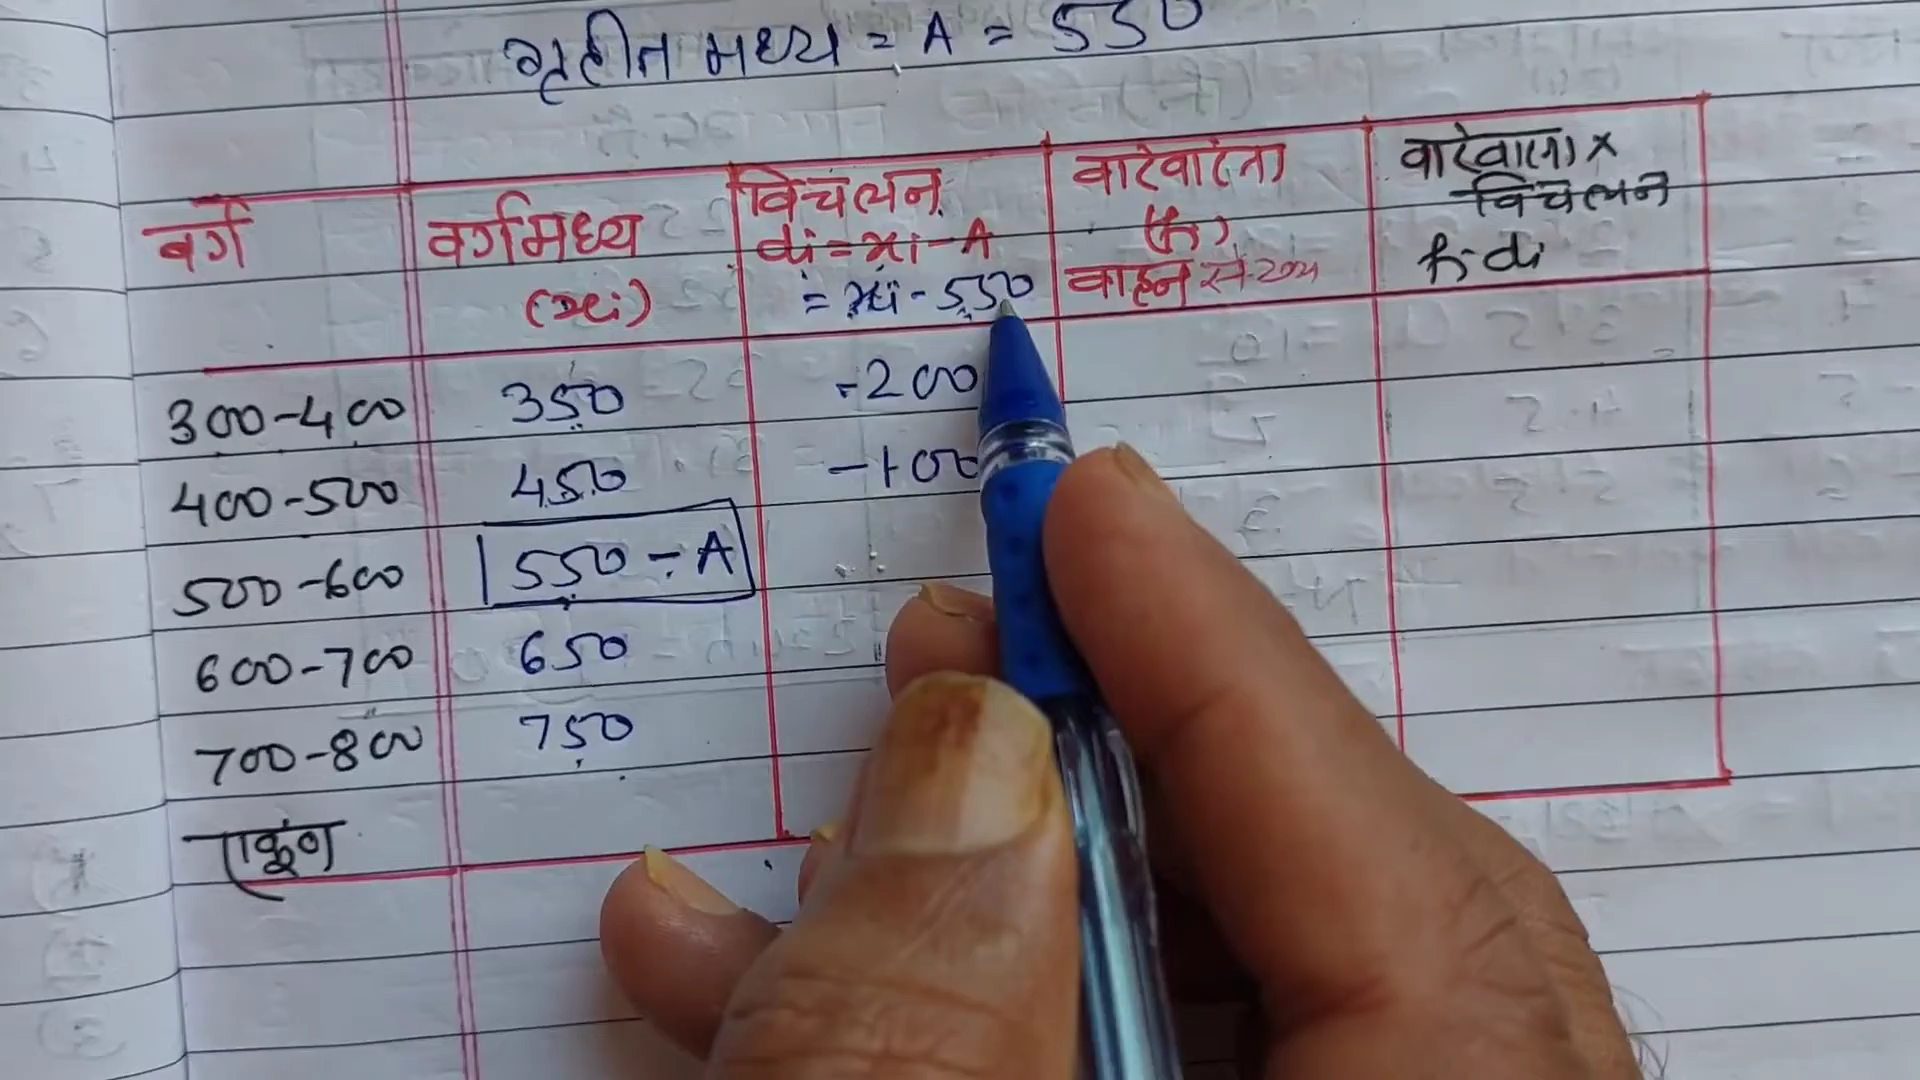 गृहीत मध्य = A = 550
वर्ग
वर्गमध्य
(xi)
विचलन
di = xi - A
= xi - 550
वारंवारता
(fi)
वाहन संख्या
वारंवारता ×
विचलन
fi·di
300-400 350 -200
400-500 450 -100
500-600 550 - A
600-700 650
700-800 750
एकूण